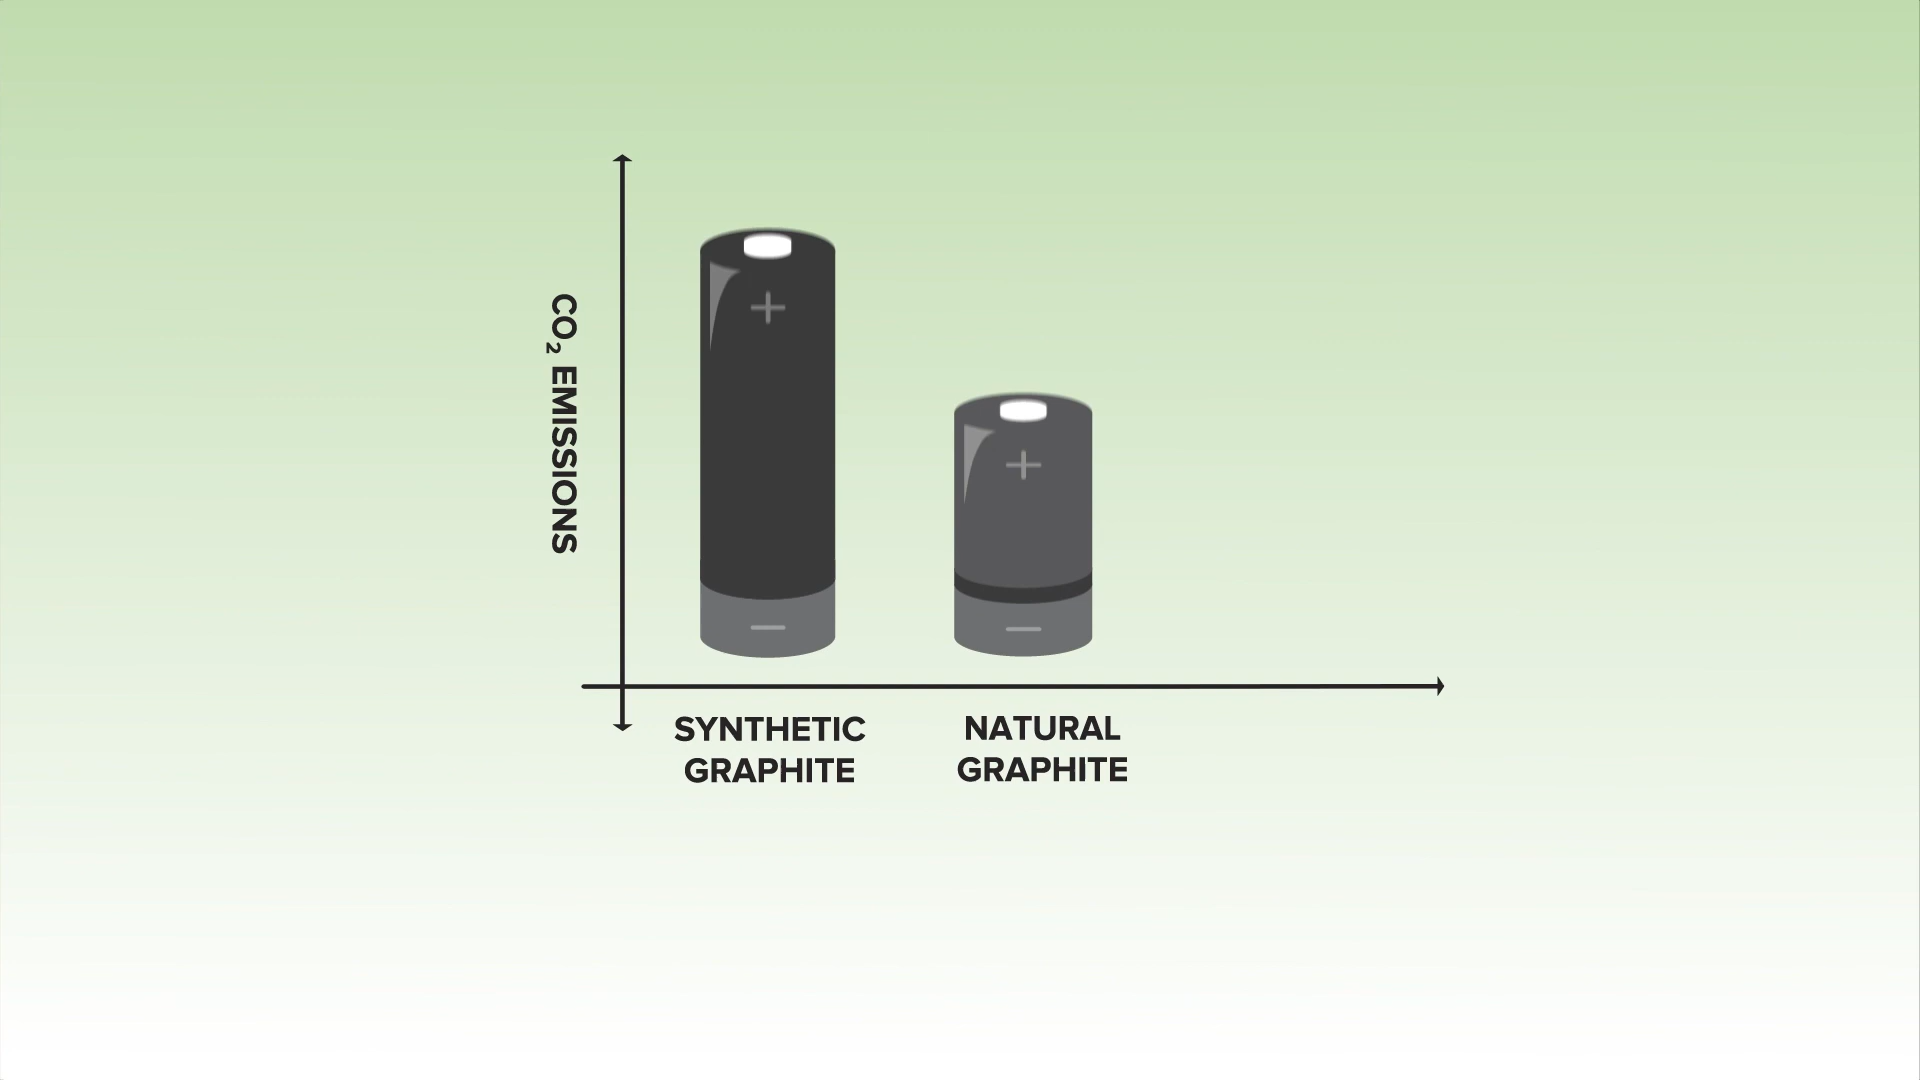 CO₂ EMISSIONS
SYNTHETIC
GRAPHITE
NATURAL
GRAPHITE